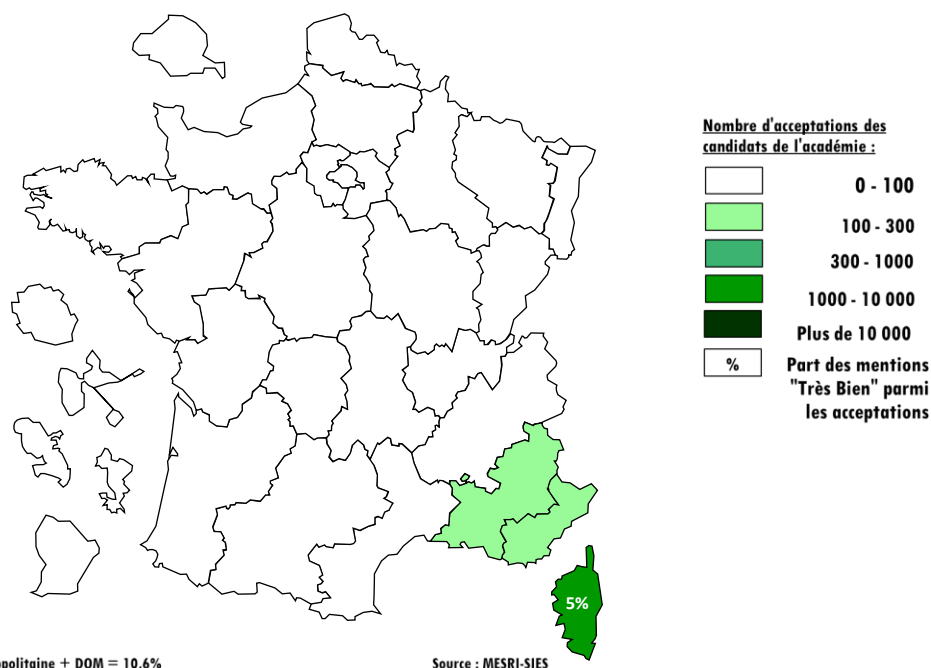 Nombre d'acceptations des
candidats de l'académie :
0 - 100
100 - 300
300 - 1000
1000 - 10 000
Plus de 10 000
% Part des mentions
"Très Bien" parmi
les acceptations
5%
+ DOM = 10.6%
Source : MESRI-SIES